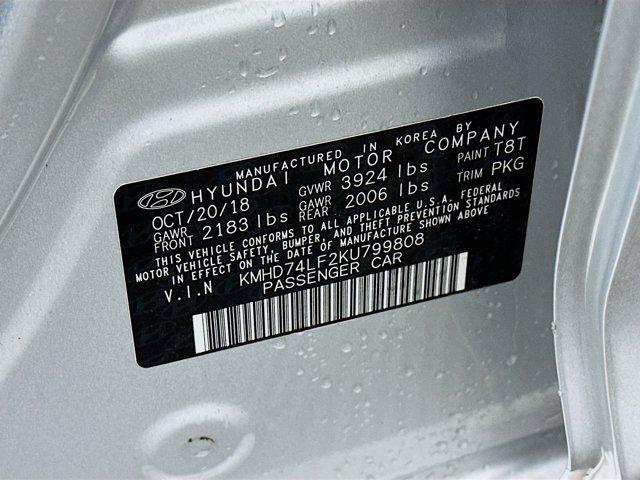 MANUFACTURED IN KOREA BY
HYUNDAI MOTOR COMPANY
OCT/20/18 GVWR 3924 lbs PAINT T8T
GAWR FRONT 2183 lbs GAWR REAR 2006 lbs TRIM PKG
THIS VEHICLE CONFORMS TO ALL APPLICABLE U.S.A. FEDERAL
MOTOR VEHICLE SAFETY, BUMPER, AND THEFT PREVENTION STANDARDS
IN EFFECT ON THE DATE OF MANUFACTURE SHOWN ABOVE.
V.I.N KMHD74LF2KU799808
PASSENGER CAR